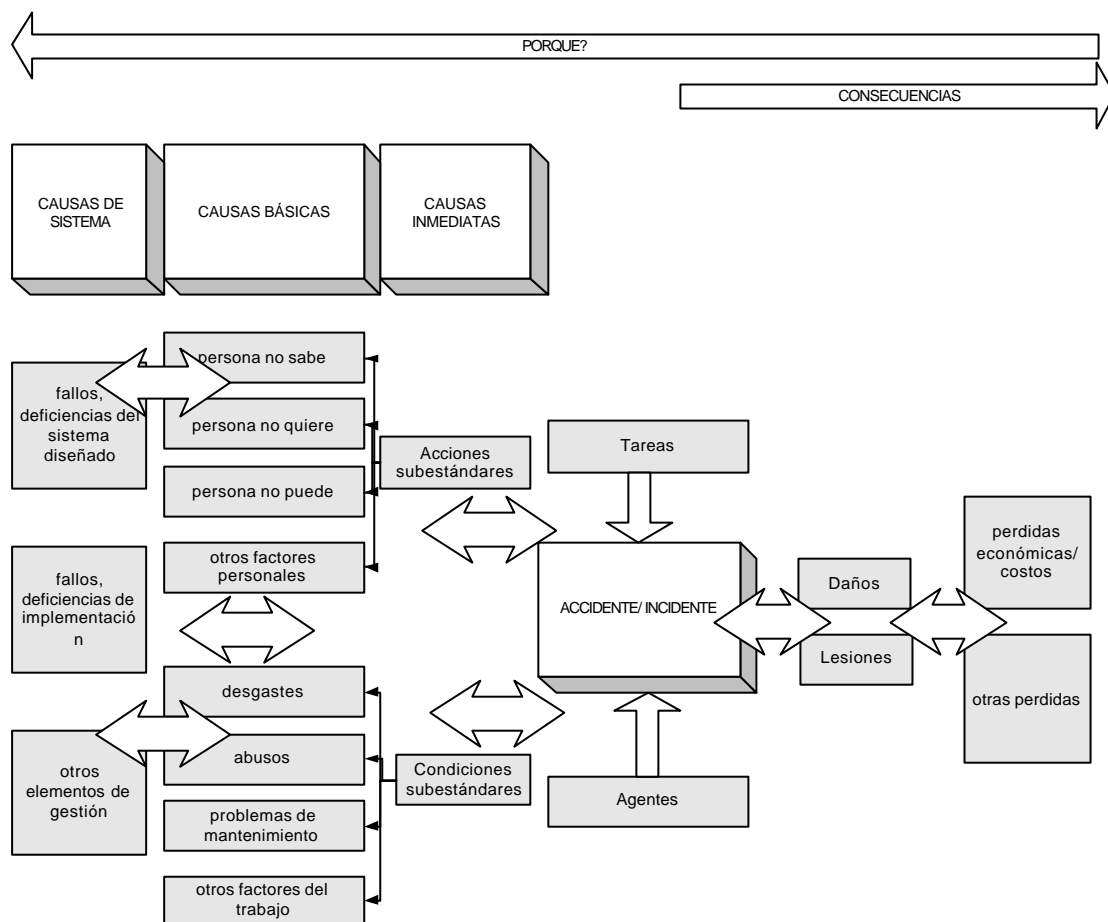 PORQUE?
CONSECUENCIAS
CAUSAS DE
SISTEMA
CAUSAS BÁSICAS
CAUSAS
INMEDIATAS
fallos,
deficiencias del
sistema
diseñado
fallos,
deficiencias de
implementació
n
otros
elementos de
gestión
persona no sabe
persona no quiere
persona no puede
otros factores
personales
desgastes
abusos
problemas de
mantenimiento
otros factores del
trabajo
Acciones
subestándares
Condiciones
subestándares
Tareas
ACCIDENTE/ INCIDENTE
Agentes
Daños
Lesiones
perdidas
económicas/
costos
otras perdidas